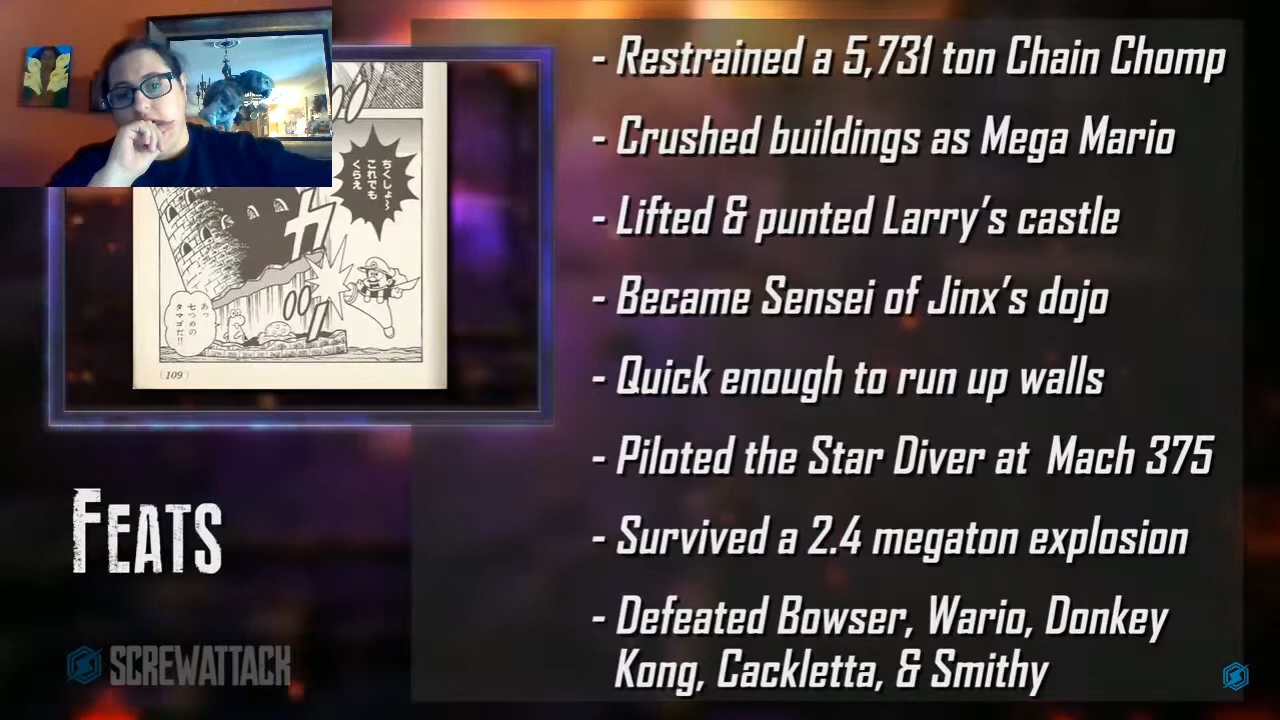 - Restrained a 5,731 ton Chain Chomp
- Crushed buildings as Mega Mario
- Lifted & punted Larry's castle
- Became Sensei of Jinx's dojo
- Quick enough to run up walls
- Piloted the Star Diver at Mach 375
- Survived a 2.4 megaton explosion
- Defeated Bowser, Wario, Donkey
Kong, Cackletta, & Smithy
ちくしょ〜
これでも
くらえ
カ
あっ
七つめの
タマゴだ!!
(109)
FEATS
SCREWATTACK